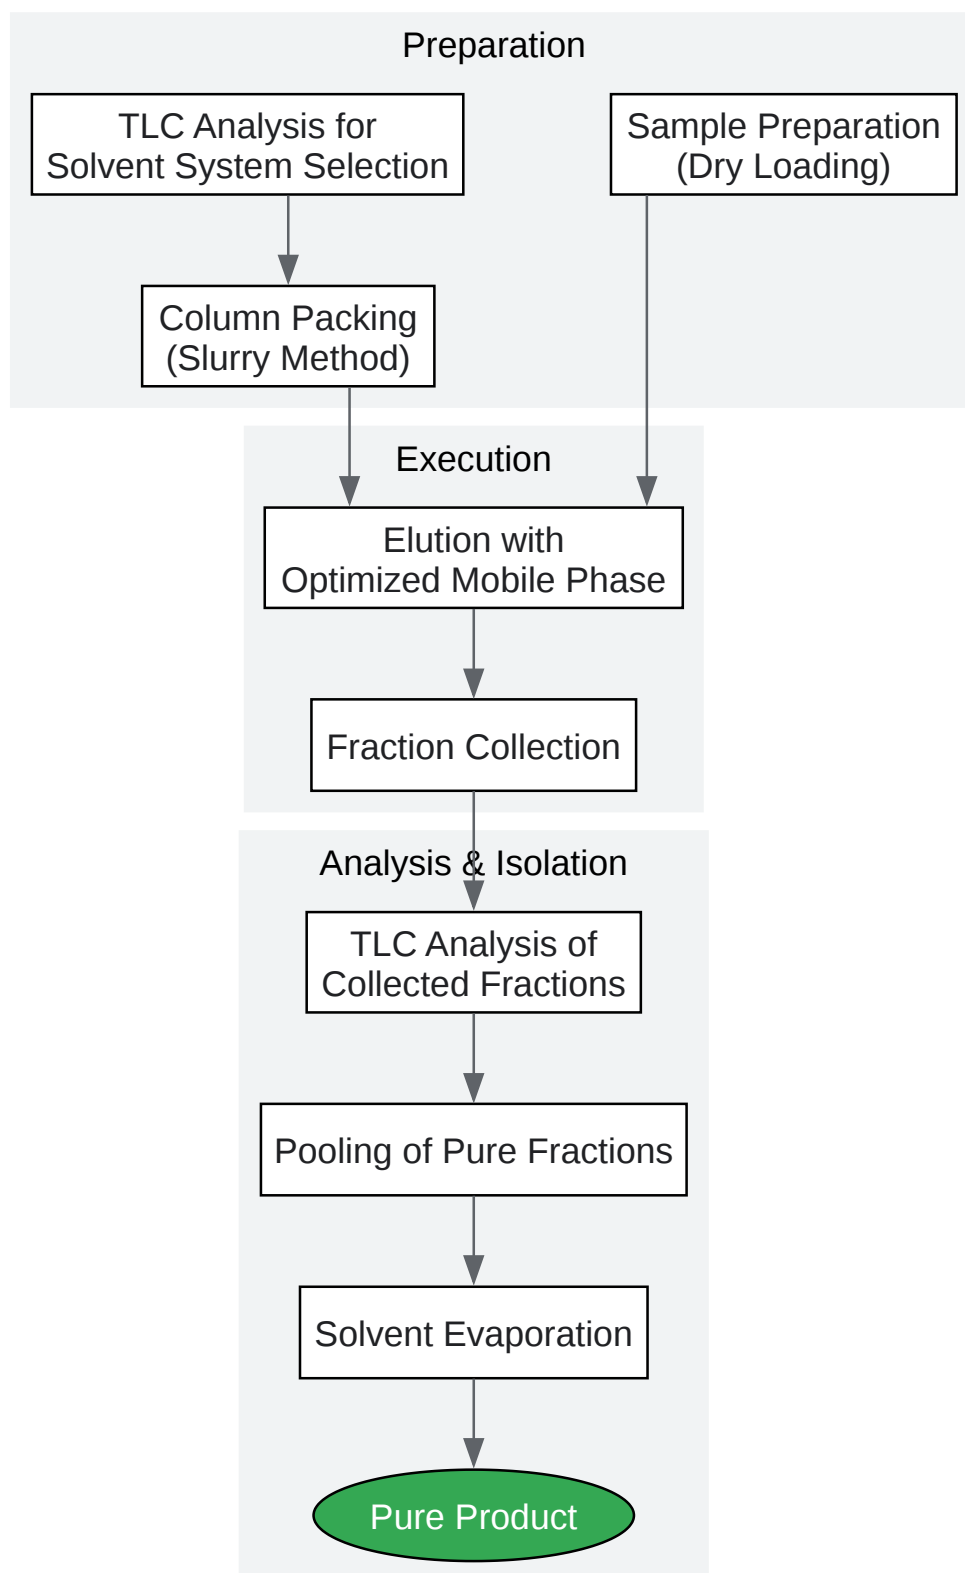 Preparation
TLC Analysis for
Solvent System Selection
Sample Preparation
(Dry Loading)
Column Packing
(Slurry Method)
Execution
Elution with
Optimized Mobile Phase
Fraction Collection
Analysis & Isolation
TLC Analysis of
Collected Fractions
Pooling of Pure Fractions
Solvent Evaporation
Pure Product